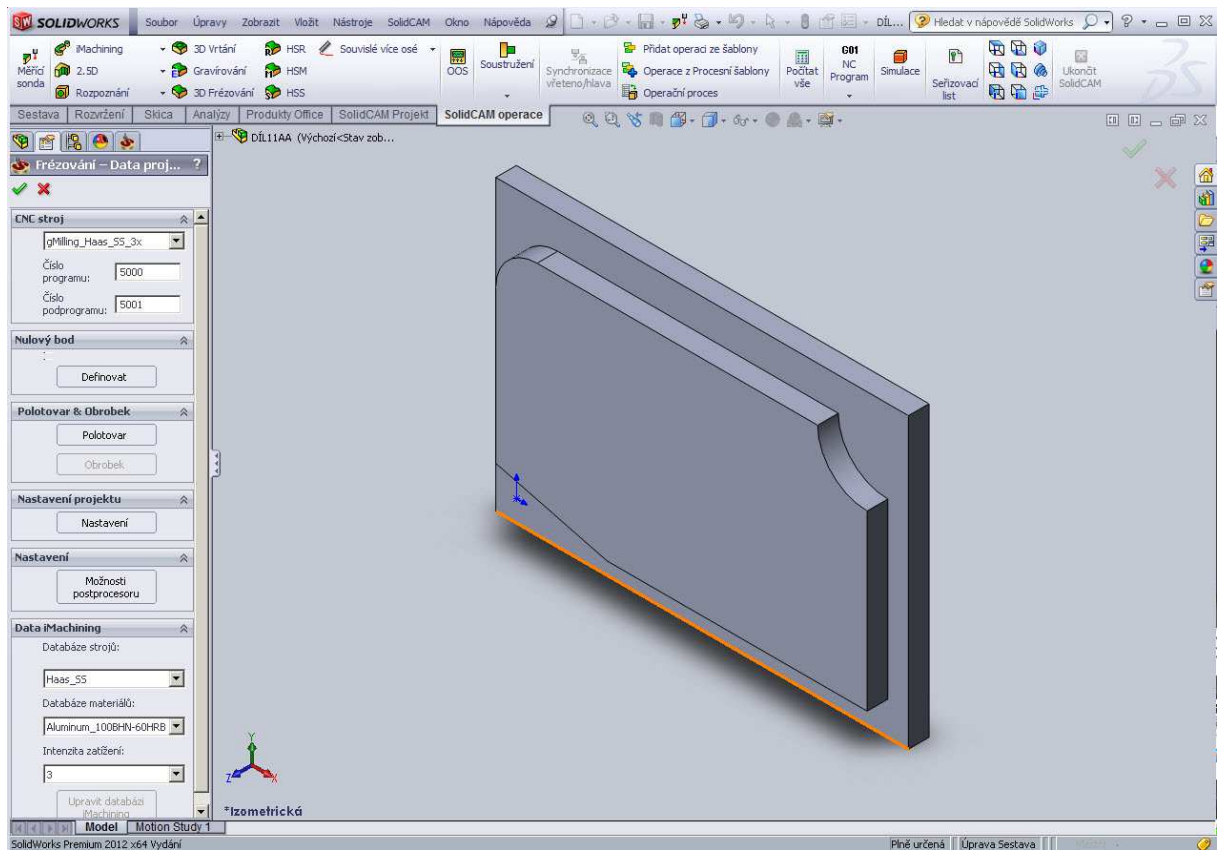 SOLIDWORKS Soubor Úpravy Zobrazit Vložit Nástroje SolidCAM Okno Nápověda DÍL... Hledat v nápovědě SolidWorks
Měřicí sonda
iMachining
2.5D
Rozpoznání
3D Vrtání
Gravírování
3D Frézování
HSR
HSM
HSS
Souvislé více osé
OOS
Soustružení
Synchronizace vřeteno/hlava
Přidat operaci ze šablony
Operace z Procesní šablony
Operační proces
Počítat vše
G01
NC Program
Simulace
Seřizovací list
Ukončit SolidCAM
Sestava Rozvržení Skica Analýzy Produkty Office SolidCAM Projekt SolidCAM operace
DÍL11AA (Výchozí<Stav zob...
Frézování – Data proj... ?
CNC stroj
gMilling_Haas_SS_3x
Číslo programu: 5000
Číslo podprogramu: 5001
Nulový bod
Definovat
Polotovar & Obrobek
Polotovar
Obrobek
Nastavení projektu
Nastavení
Nastavení
Možnosti postprocesoru
Data iMachining
Databáze strojů:
Haas_SS
Databáze materiálů:
Aluminum_100BHN-60HRB
Intenzita zatížení:
3
Upravit databázi iMachining
Y
Z X
*Izometrická
Model Motion Study 1
SolidWorks Premium 2012 x64 Vydání Plně určená Úprava Sestava